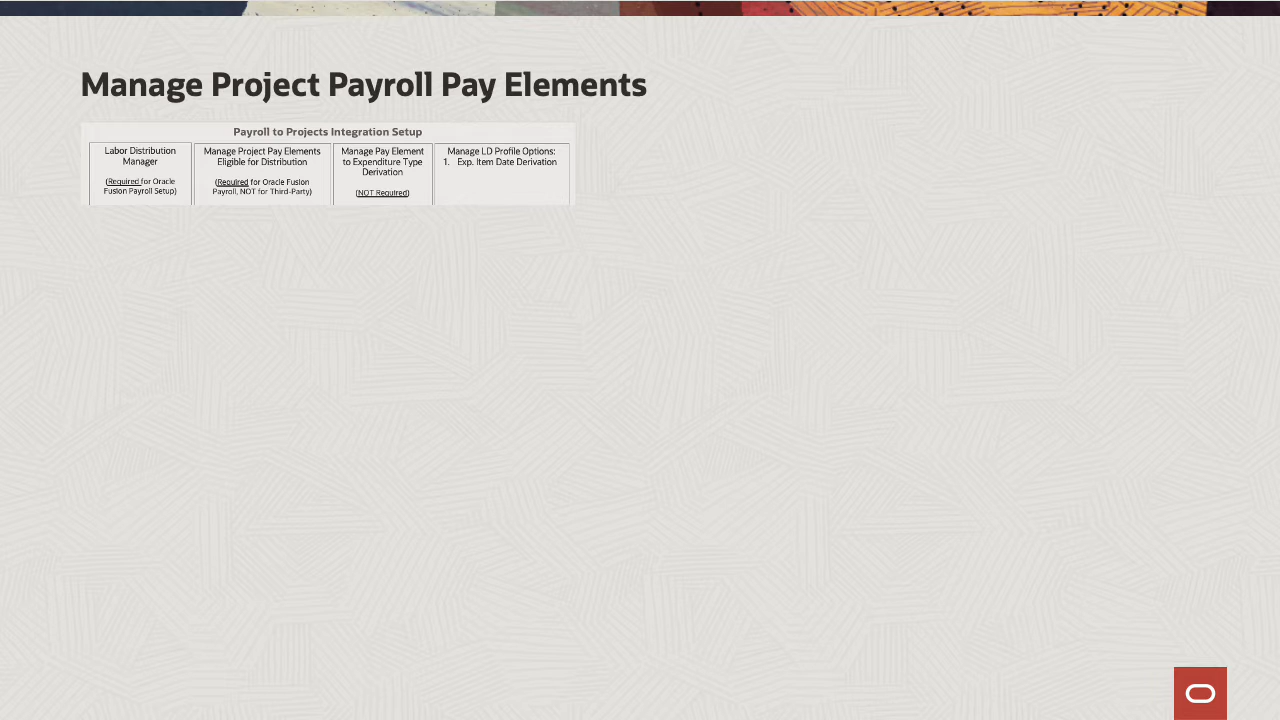 Manage Project Payroll Pay Elements
Payroll to Projects Integration Setup
Labor Distribution
Manager
(Required for Oracle
Fusion Payroll Setup)
Manage Project Pay Elements
Eligible for Distribution
(Required for Oracle Fusion
Payroll, NOT for Third-Party)
Manage Pay Element
to Expenditure Type
Derivation
(NOT Required)
Manage LD Profile Options:
1. Exp. Item Date Derivation